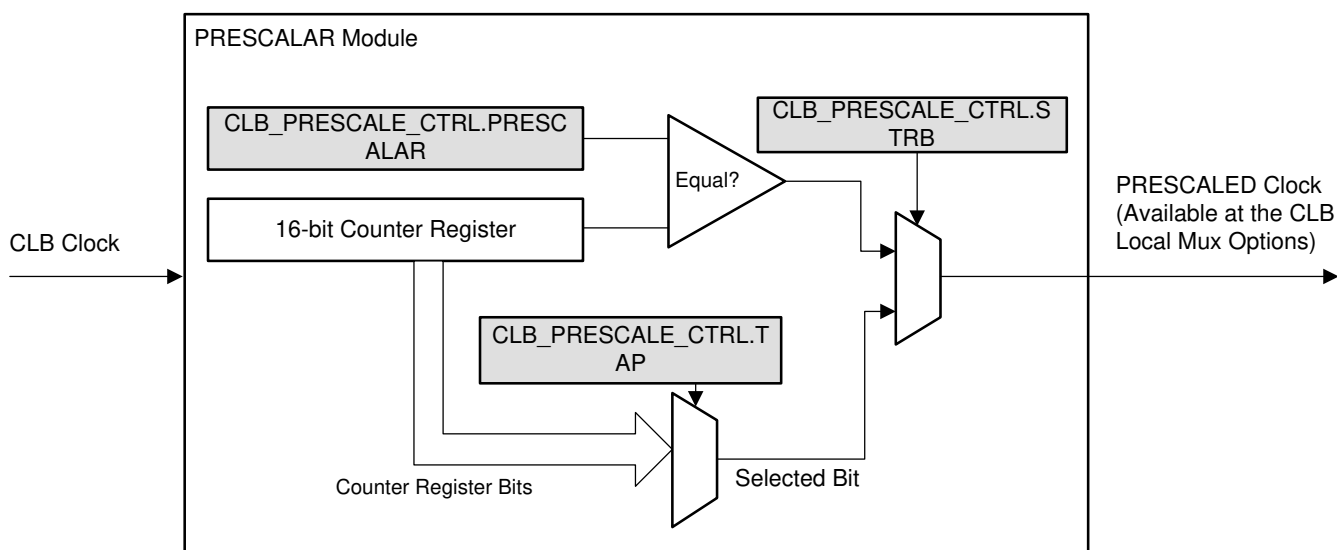 PRESCALAR Module
CLB_PRESCALE_CTRL.PRESC
ALAR
CLB_PRESCALE_CTRL.S
TRB
Equal?
16-bit Counter Register
CLB Clock
PRESCALED Clock
(Available at the CLB
Local Mux Options)
CLB_PRESCALE_CTRL.T
AP
Counter Register Bits
Selected Bit